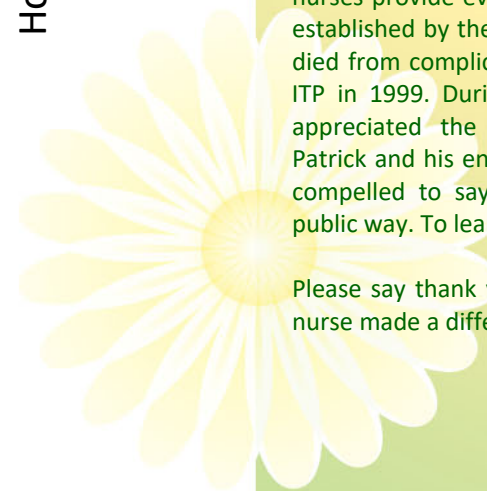 Ho
nurses provide ev
established by the
died from complic
ITP in 1999. Duri
appreciated the
Patrick and his en
compelled to say
public way. To lea
Please say thank
nurse made a diffe